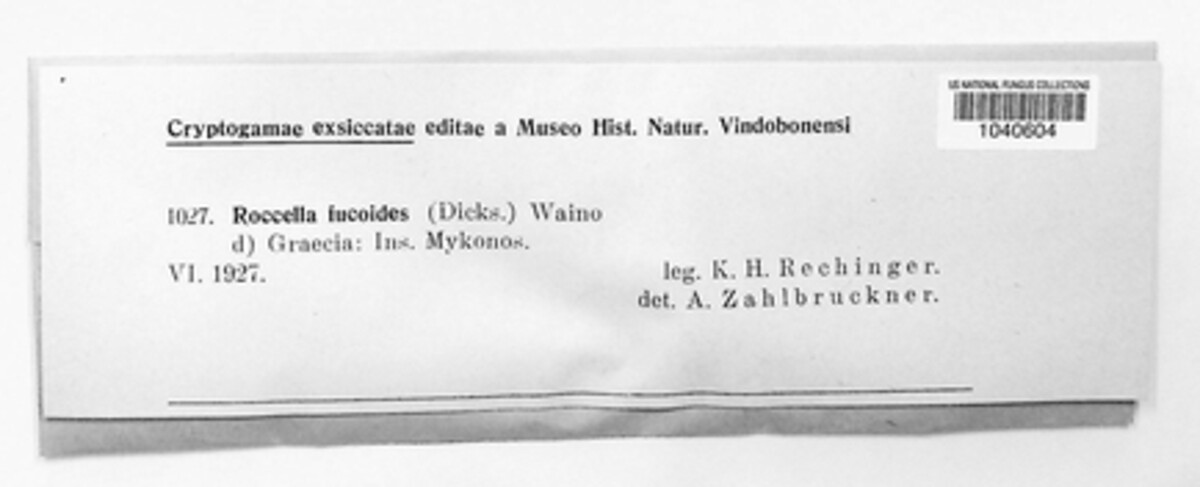 US NATIONAL FUNGUS COLLECTIONS
1040604
Cryptogamae exsiccatae editae a Museo Hist. Natur. Vindobonensi
1027. Roccella fucoides (Dicks.) Waino
d) Graecia: Ins. Mykonos.
VI. 1927.
leg. K. H. Rechinger.
det. A. Zahlbruckner.